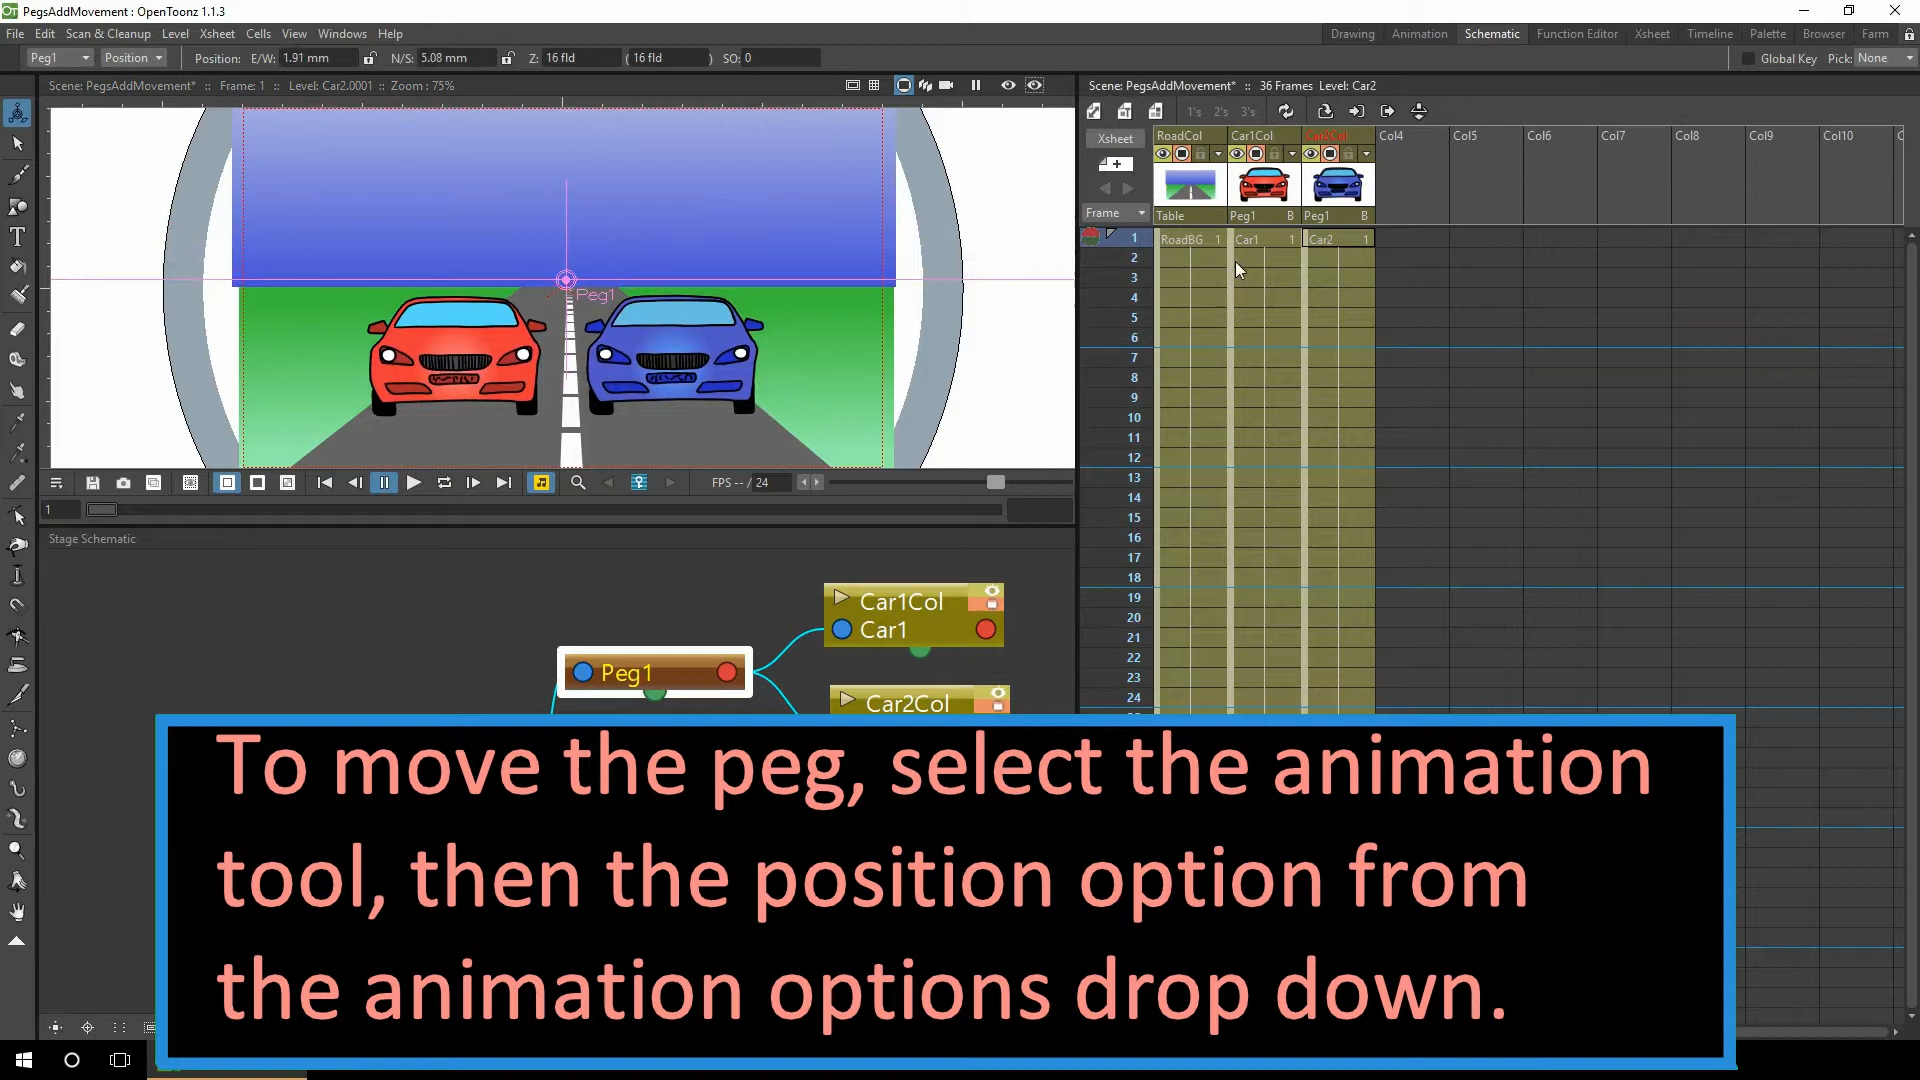 PegsAddMovement : OpenToonz 1.1.3
File Edit Scan & Cleanup Level Xsheet Cells View Windows Help
Drawing Animation Schematic Function Editor Xsheet Timeline Palette Browser Farm
Peg1 Position Position: E/W: 1.91 mm N/S: 5.08 mm Z: 16 fld ( 16 fld ) SO: 0
Global Key Pick: None
Scene: PegsAddMovement* :: Frame: 1 :: Level: Car2.0001 :: Zoom : 75%
Scene: PegsAddMovement* :: 36 Frames Level: Car2
1's 2's 3's
Xsheet
RoadCol Car1Col Car2Col Col4 Col5 Col6 Col7 Col8 Col9 Col10 C
Frame
Table Peg1 B Peg1 B
1 RoadBG 1 Car1 1 Car2 1
2
3
4
5
6
7
8
9
10
11
12
13
14
15
16
17
18
19
20
21
22
23
24
Peg1
FPS -- / 24
1
Stage Schematic
Car1Col
Car1
Peg1
Car2Col
To move the peg, select the animation
tool, then the position option from
the animation options drop down.